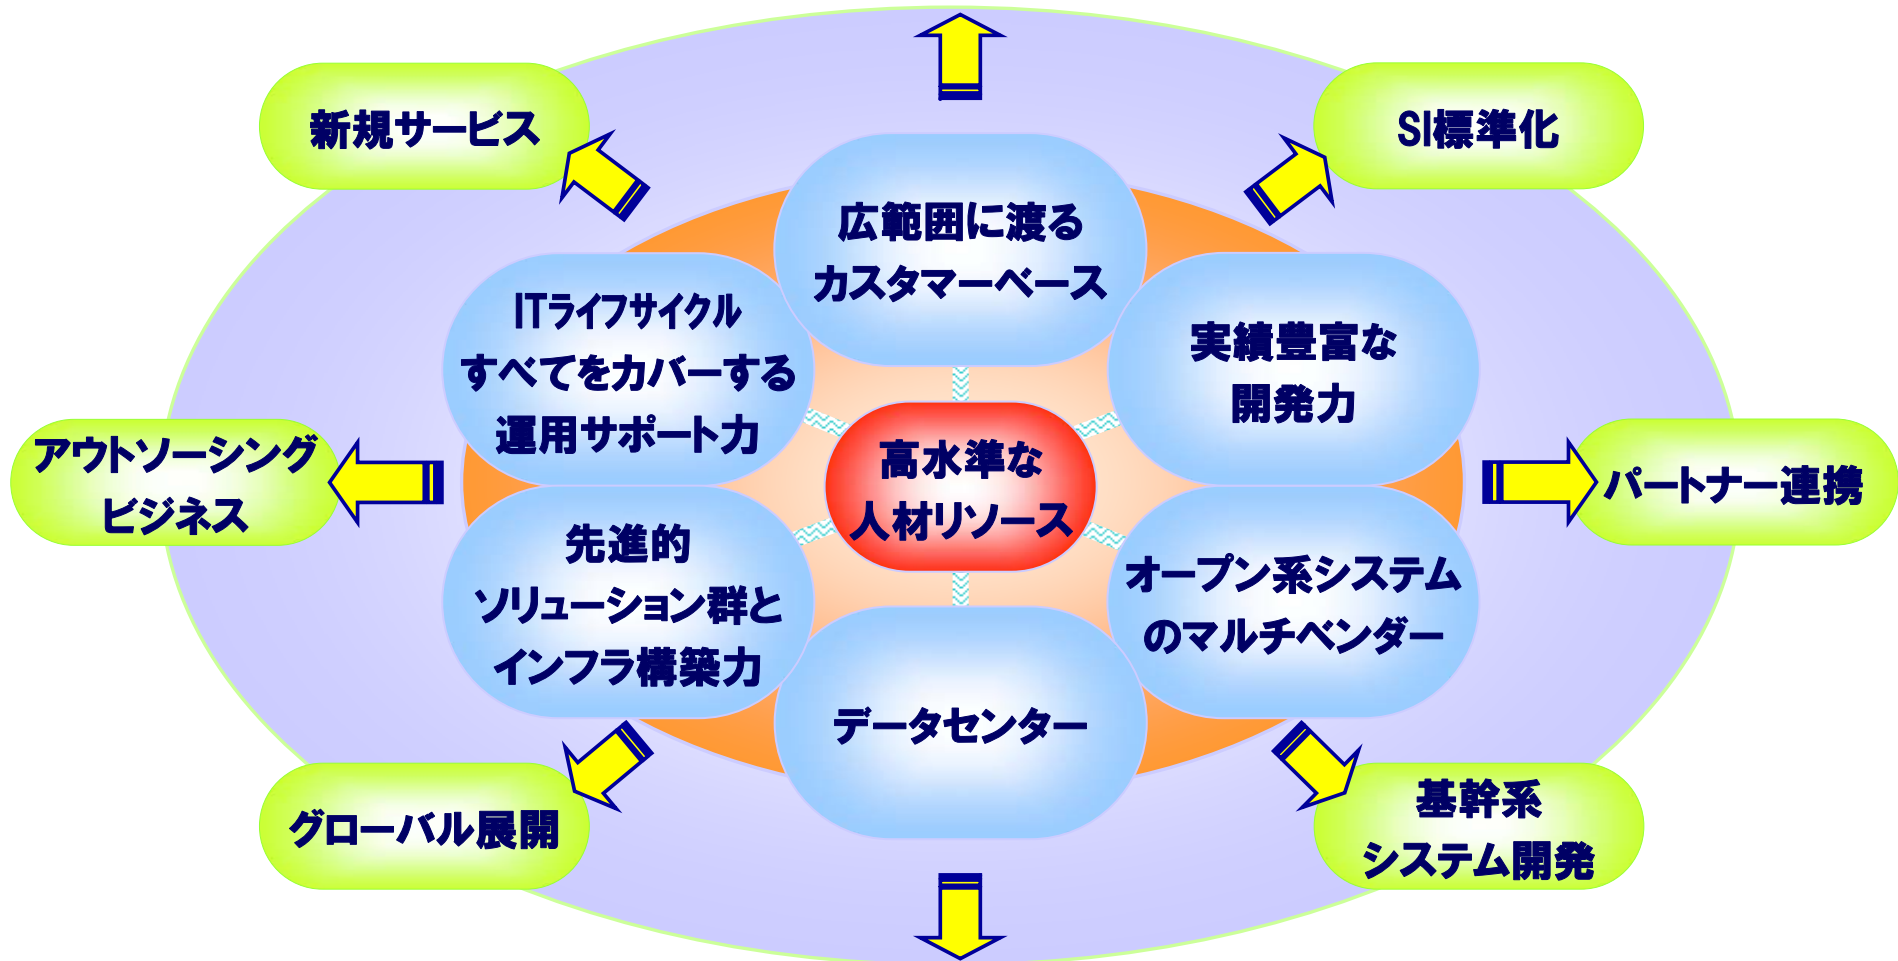 新規サービス
SI標準化
広範囲に渡る
カスタマーベース
ITライフサイクル
すべてをカバーする
運用サポート力
実績豊富な
開発力
アウトソーシング
ビジネス
高水準な
人材リソース
パートナー連携
先進的
ソリューション群と
インフラ構築力
オープン系システム
のマルチベンダー
データセンター
グローバル展開
基幹系
システム開発